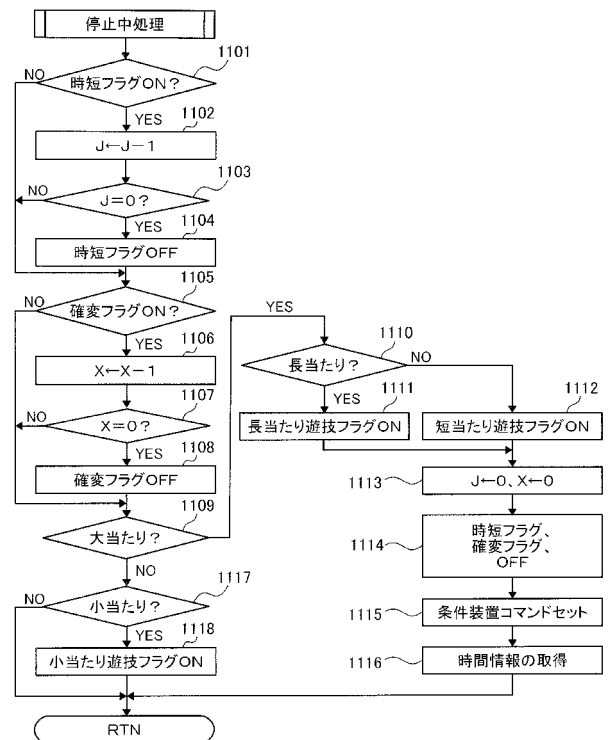 停止中処理
1101
時短フラグON?
NO
YES
1102
J←J−1
1103
J=0?
NO
YES
1104
時短フラグOFF
1105
確変フラグON?
NO
YES
1106
X←X−1
1107
X=0?
NO
YES
1108
確変フラグOFF
1109
大当たり?
YES
NO
1110
長当たり?
NO
YES
1111
長当たり遊技フラグON
1112
短当たり遊技フラグON
1113
J←0、X←0
1114
時短フラグ、
確変フラグ、
OFF
1115
条件装置コマンドセット
1116
時間情報の取得
1117
小当たり?
NO
YES
1118
小当たり遊技フラグON
RTN